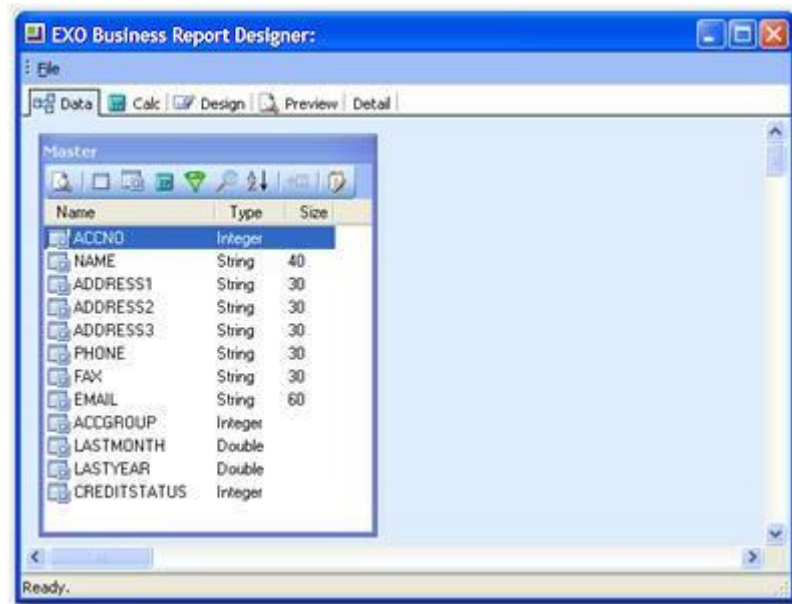 EXO Business Report Designer:
File
Data Calc Design Preview Detail
Master
Name Type Size
ACCNO Integer
NAME String 40
ADDRESS1 String 30
ADDRESS2 String 30
ADDRESS3 String 30
PHONE String 30
FAX String 30
EMAIL String 60
ACCGROUP Integer
LASTMONTH Double
LASTYEAR Double
CREDITSTATUS Integer
Ready.